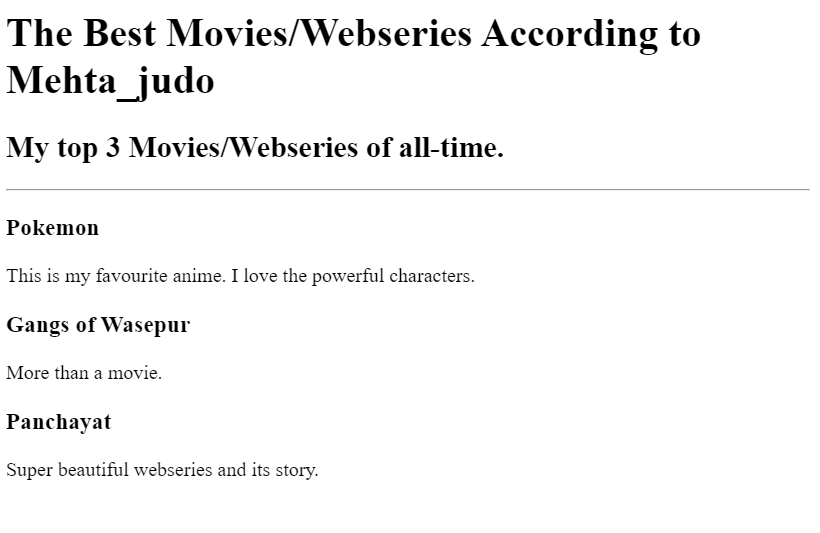 The Best Movies/Webseries According to
Mehta_judo
My top 3 Movies/Webseries of all-time.
Pokemon
This is my favourite anime. I love the powerful characters.
Gangs of Wasepur
More than a movie.
Panchayat
Super beautiful webseries and its story.